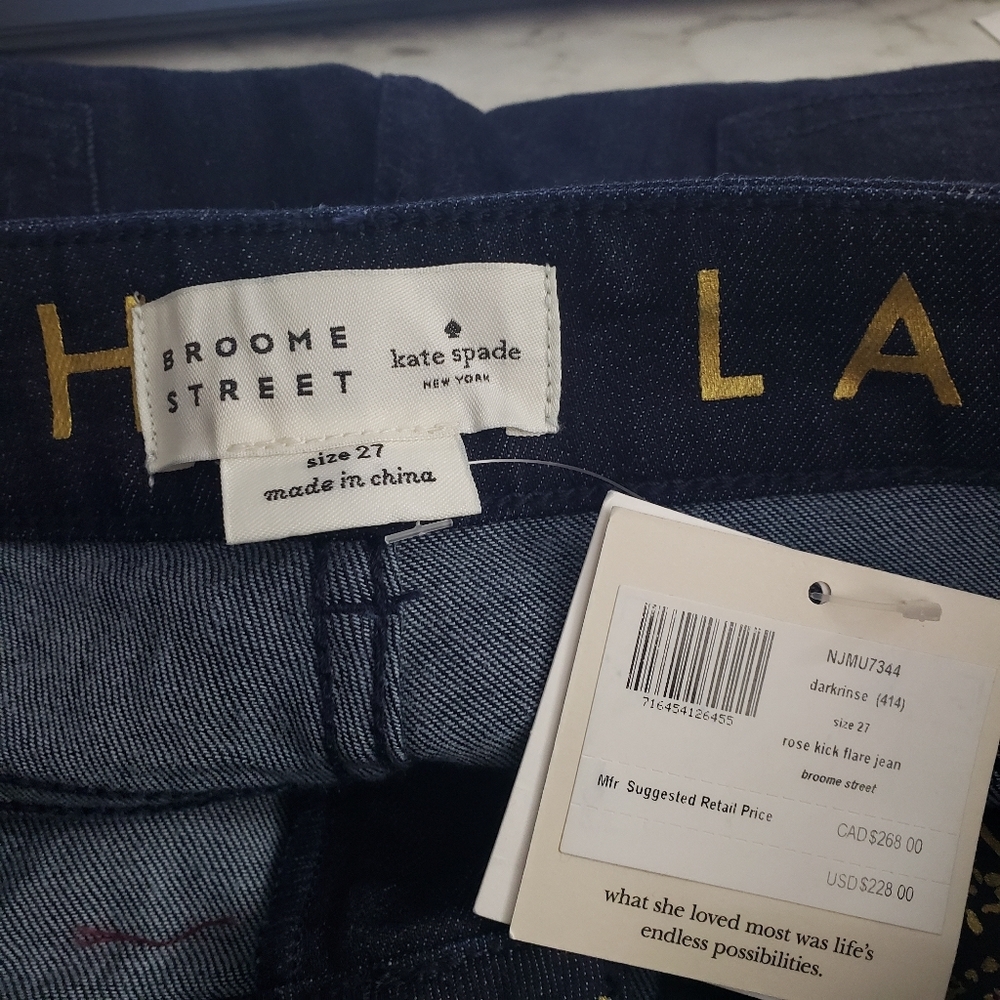 H
BROOME
STREET
kate spade
NEW YORK
LA
size 27
made in china
716454126455
NJMU7344
darkrinse (414)
size 27
rose kick flare jean
broome street
Mfr Suggested Retail Price
CAD$268.00
USD$228.00
what she loved most was life's
endless possibilities.